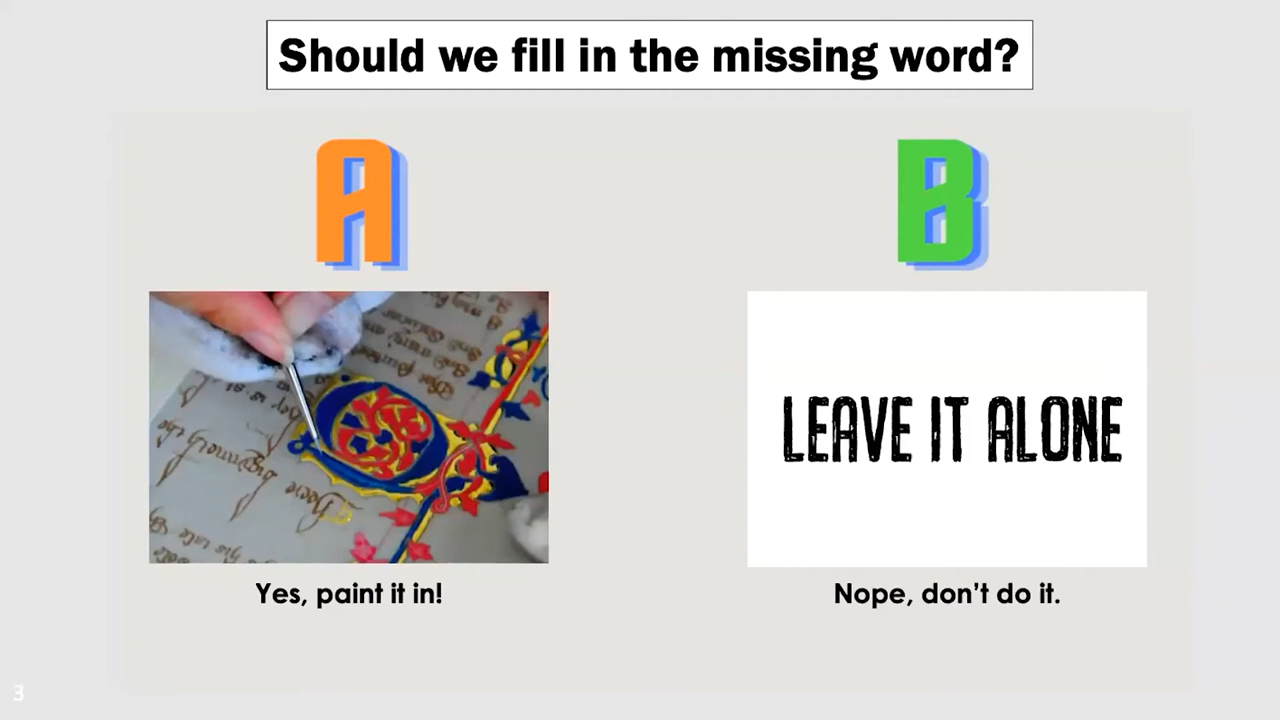 Should we fill in the missing word?
A
B
LEAVE IT ALONE
Yes, paint it in!
Nope, don't do it.
3